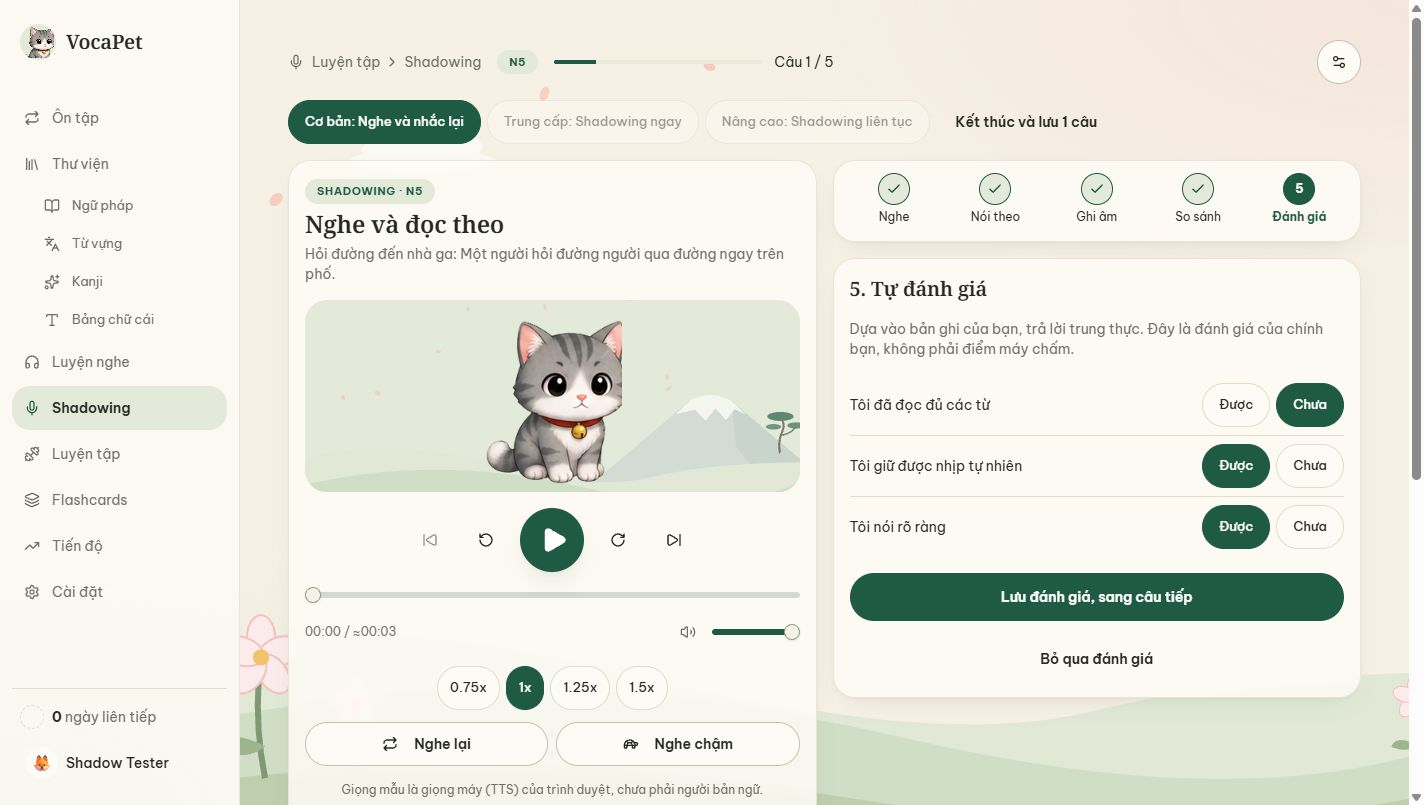 VocaPet
Ôn tập
Thư viện
Ngữ pháp
Từ vựng
Kanji
Bảng chữ cái
Luyện nghe
Shadowing
Luyện tập
Flashcards
Tiến độ
Cài đặt
0 ngày liên tiếp
Shadow Tester
Luyện tập > Shadowing N5 Câu 1 / 5
Cơ bản: Nghe và nhắc lại Trung cấp: Shadowing ngay Nâng cao: Shadowing liên tục Kết thúc và lưu 1 câu
SHADOWING · N5
Nghe và đọc theo
Hỏi đường đến nhà ga: Một người hỏi đường người qua đường ngay trên
phố.
00:00 / ≈00:03
0.75x 1x 1.25x 1.5x
Nghe lại Nghe chậm
Giọng mẫu là giọng máy (TTS) của trình duyệt, chưa phải người bản ngữ.
5
Nghe Nói theo Ghi âm So sánh Đánh giá
5. Tự đánh giá
Dựa vào bản ghi của bạn, trả lời trung thực. Đây là đánh giá của chính
bạn, không phải điểm máy chấm.
Tôi đã đọc đủ các từ Được Chưa
Tôi giữ được nhịp tự nhiên Được Chưa
Tôi nói rõ ràng Được Chưa
Lưu đánh giá, sang câu tiếp
Bỏ qua đánh giá